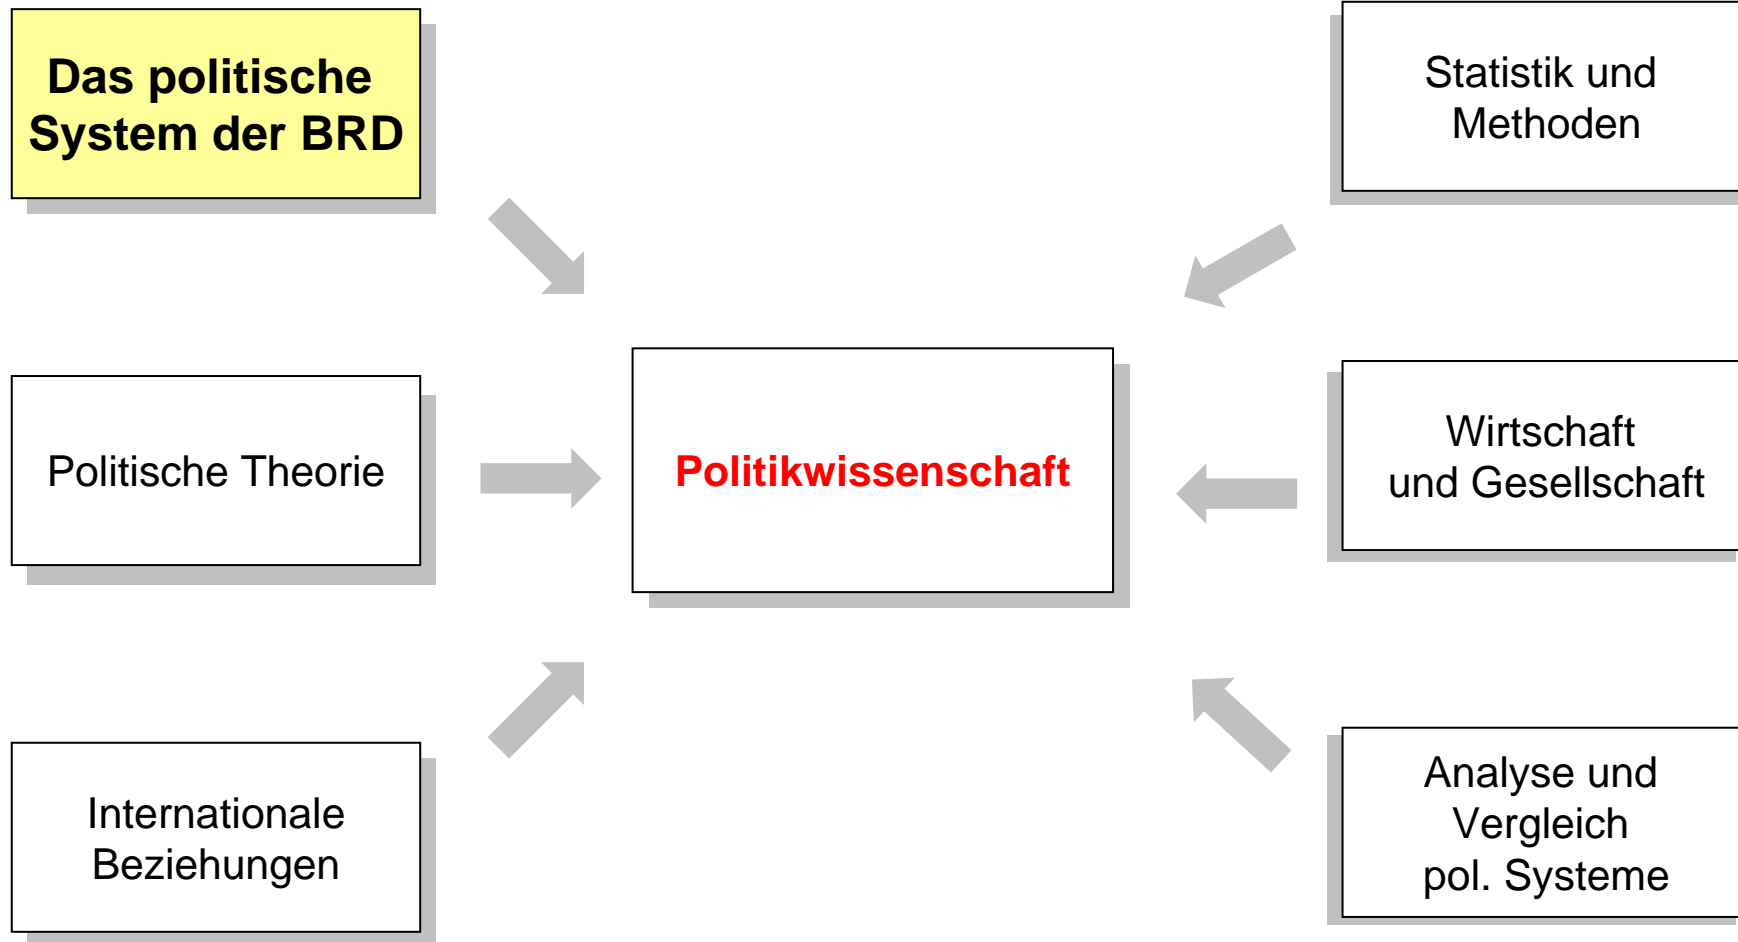 Das politische
System der BRD
Statistik und
Methoden
Politische Theorie
Politikwissenschaft
Wirtschaft
und Gesellschaft
Internationale
Beziehungen
Analyse und
Vergleich
pol. Systeme